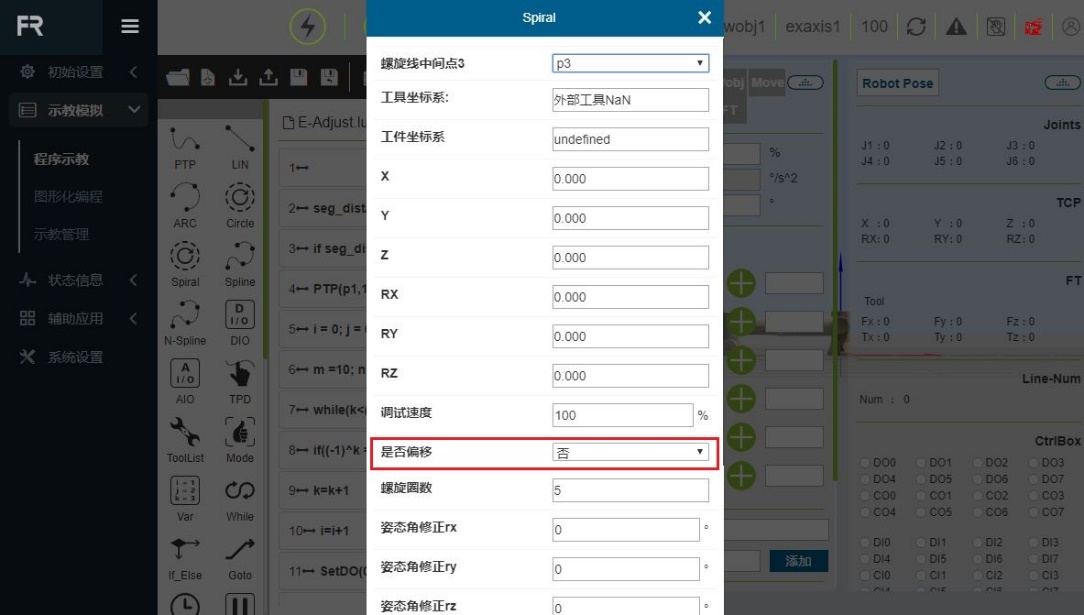 FR
初始设置
示教模拟
程序示教
图形化编程
示教管理
状态信息
辅助应用
系统设置
PTP
LIN
ARC
Circle
Spiral
Spline
N-Spline
D
I/O
DIO
A
I/O
AIO
TPD
ToolList
Mode
Var
While
If_Else
Goto
E-Adjust.lu
1
2 seg_dist
3 if seg_di
4 PTP(p1,1
5 i = 0; j =
6 m =10; n
7 while(k<
8 if((-1)^k
9 k=k+1
10 i=i+1
11 SetDO(
Spiral
螺旋线中间点3 p3
工具坐标系: 外部工具NaN
工件坐标系 undefined
X 0.000
Y 0.000
Z 0.000
RX 0.000
RY 0.000
RZ 0.000
调试速度 100 %
是否偏移 否
螺旋圈数 5
姿态角修正rx 0 °
姿态角修正ry 0 °
姿态角修正rz 0 °
wobj1 exaxis1 100
obj Move
FT
%
°/s^2
°
添加
Robot Pose
Joints
J1 : 0 J2 : 0 J3 : 0
J4 : 0 J5 : 0 J6 : 0
TCP
X : 0 Y : 0 Z : 0
RX: 0 RY: 0 RZ: 0
FT
Tool
Fx : 0 Fy : 0 Fz : 0
Tx : 0 Ty : 0 Tz : 0
Line-Num
Num : 0
CtrlBox
DO0 DO1 DO2 DO3
DO4 DO5 DO6 DO7
CO0 CO1 CO2 CO3
CO4 CO5 CO6 CO7
DI0 DI1 DI2 DI3
DI4 DI5 DI6 DI7
CI0 CI1 CI2 CI3